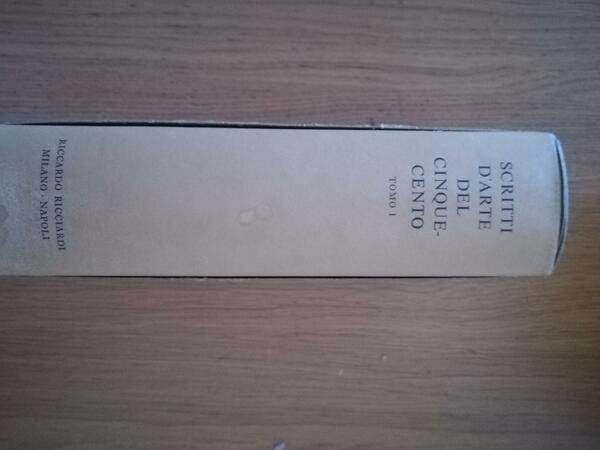 SCRITTI
D'ARTE
DEL
CINQUE-
CENTO
TOMO I
RICCARDO RICCIARDI
MILANO · NAPOLI